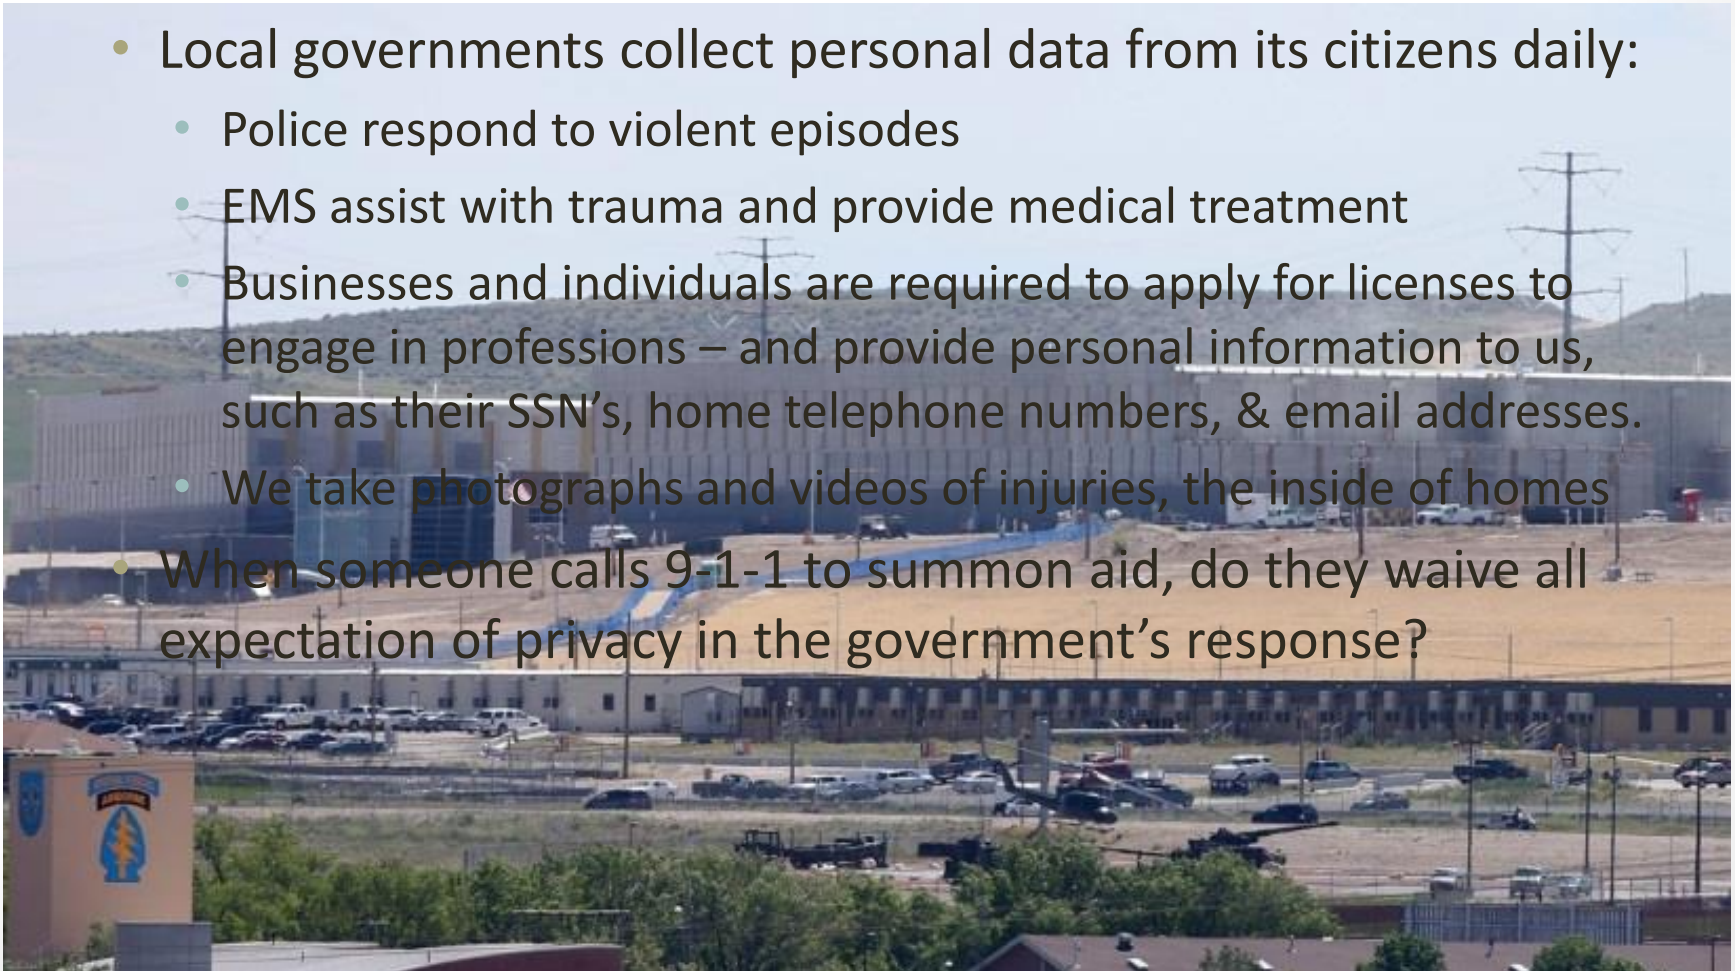 • Local governments collect personal data from its citizens daily:
• Police respond to violent episodes
• EMS assist with trauma and provide medical treatment
• Businesses and individuals are required to apply for licenses to
engage in professions – and provide personal information to us,
such as their SSN’s, home telephone numbers, & email addresses.
• We take photographs and videos of injuries, the inside of homes
• When someone calls 9-1-1 to summon aid, do they waive all
expectation of privacy in the government’s response?
AIRBORNE